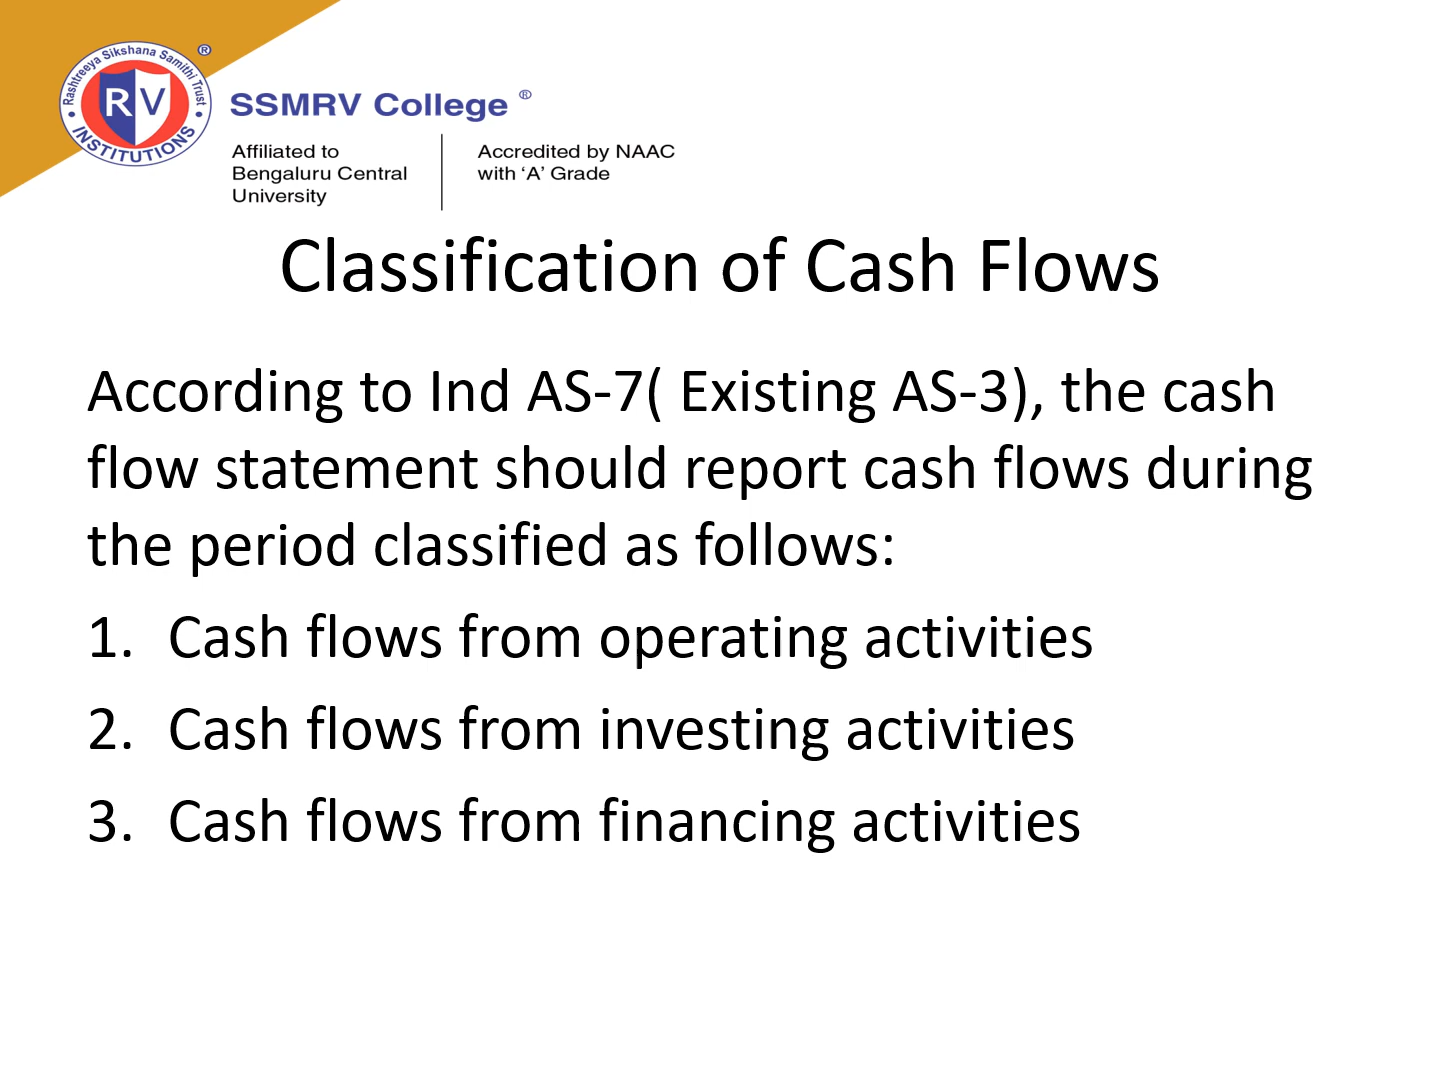 Rashtreeya Sikshana Samithi Trust
®
RV
INSTITUTIONS
SSMRV College ®
Affiliated to
Bengaluru Central
University
Accredited by NAAC
with ‘A’ Grade
Classification of Cash Flows
According to Ind AS-7( Existing AS-3), the cash
flow statement should report cash flows during
the period classified as follows:
1. Cash flows from operating activities
2. Cash flows from investing activities
3. Cash flows from financing activities